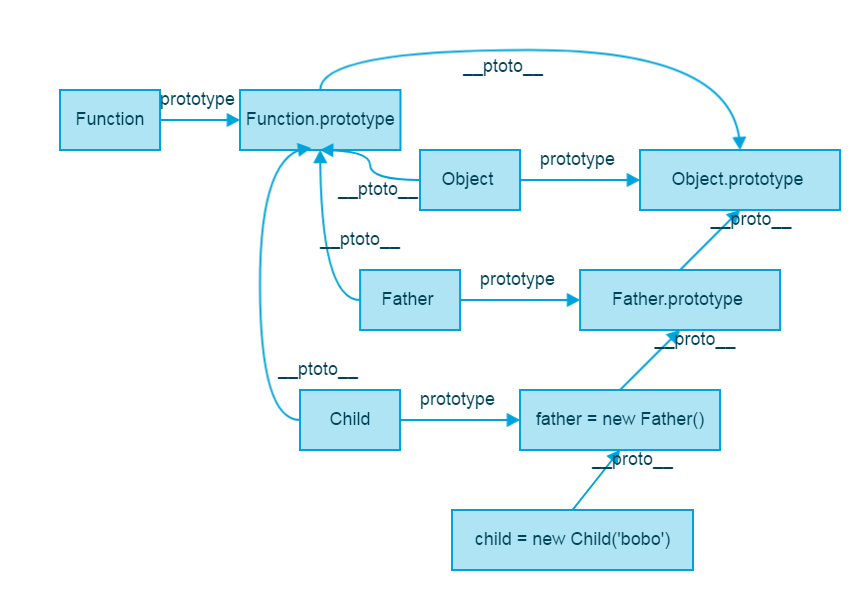 __ptoto__
prototype
Function
Function.prototype
prototype
Object
Object.prototype
__ptoto__
__proto__
__ptoto__
prototype
Father
Father.prototype
__proto__
__ptoto__
prototype
Child
father = new Father()
__proto__
child = new Child('bobo')